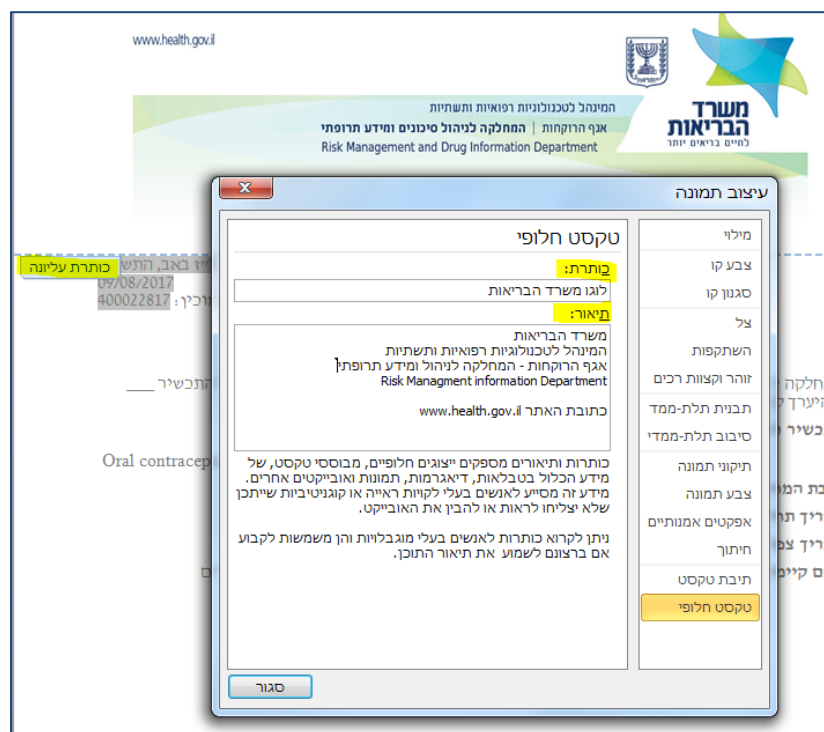 www.health.gov.il
משרד
הבריאות
לחיים בריאים יותר
המינהל לטכנולוגיות רפואיות ותשתיות
אגף הרוקחות | המחלקה לניהול סיכונים ומידע תרופתי
Risk Management and Drug Information Department
עיצוב תמונה
מילוי
צבע קו
סגנון קו
צל
השתקפות
זוהר וקצוות רכים
תבנית תלת-ממד
סיבוב תלת-ממדי
תיקוני תמונה
צבע תמונה
אפקטים אמנותיים
חיתוך
תיבת טקסט
טקסט חלופי
טקסט חלופי
כותרת:
לוגו משרד הבריאות
תיאור:
משרד הבריאות
המינהל לטכנולוגיות רפואיות ותשתיות
אגף הרוקחות - המחלקה לניהול ומידע תרופתי
Risk Managment information Department
כתובת האתר www.health.gov.il
כותרות ותיאורים מספקים ייצוגים חלופיים, מבוססי טקסט, של
מידע הכלול בטבלאות, דיאגרמות, תמונות ואובייקטים אחרים.
מידע זה מסייע לאנשים בעלי לקויות ראייה או קוגניטיביות שייתכן
שלא יצליחו לראות או להבין את האובייקט.
ניתן לקרוא כותרות לאנשים בעלי מוגבלויות והן משמשות לקבוע
אם ברצונם לשמוע את תיאור התוכן.
סגור
כותרת עליונה
באב, התש
09/08/2017
400022817
התכשיר ___
Oral contracep